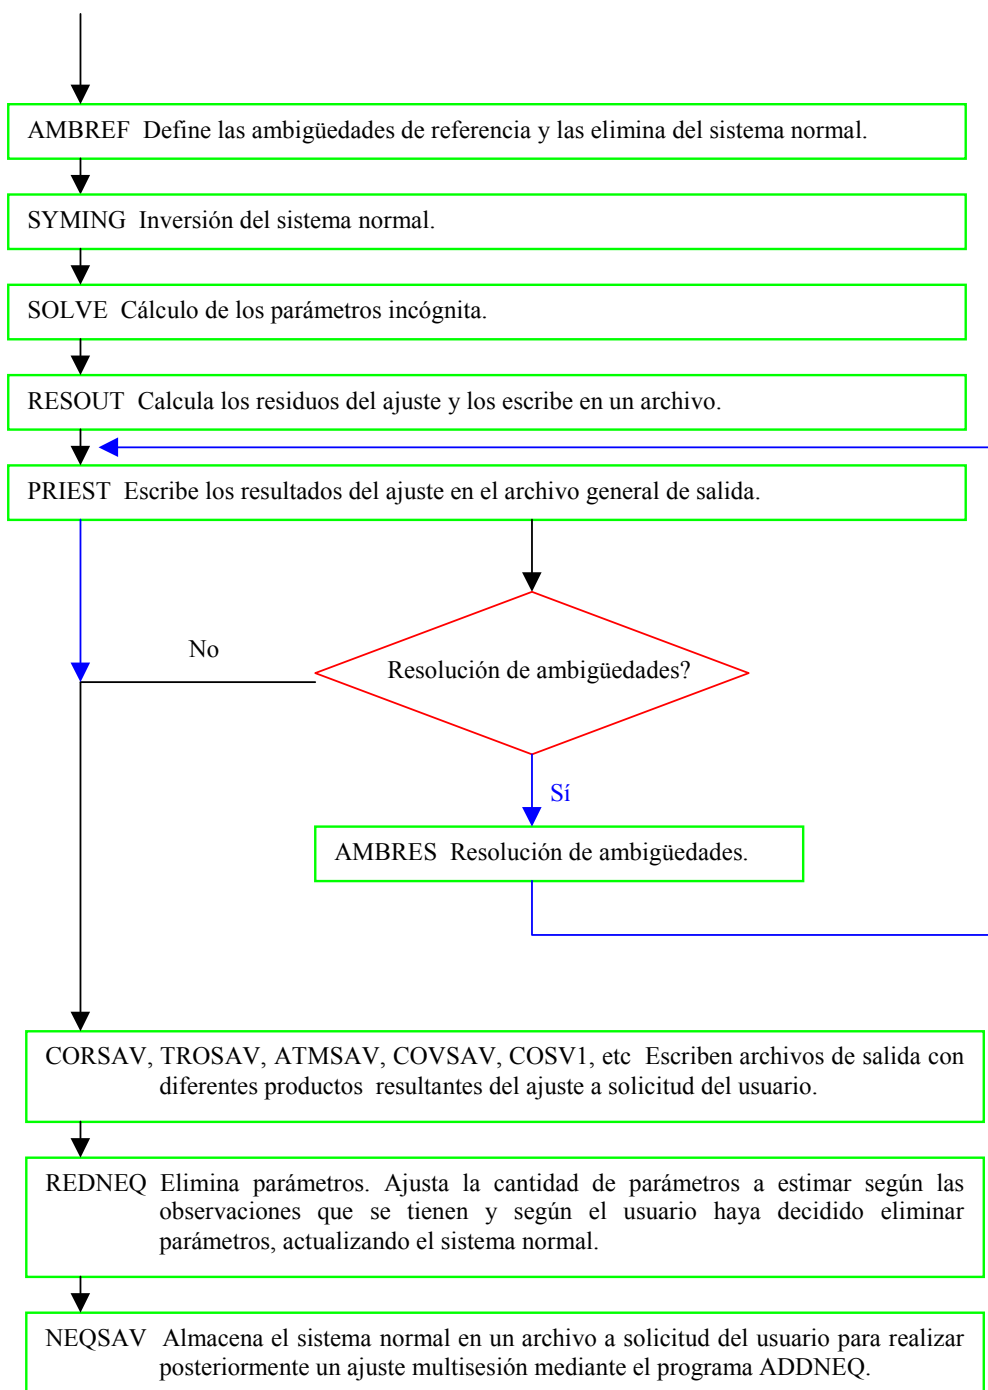 AMBREF Define las ambigüedades de referencia y las elimina del sistema normal.
SYMING Inversión del sistema normal.
SOLVE Cálculo de los parámetros incógnita.
RESOUT Calcula los residuos del ajuste y los escribe en un archivo.
PRIEST Escribe los resultados del ajuste en el archivo general de salida.
No
Resolución de ambigüedades?
Sí
AMBRES Resolución de ambigüedades.
CORSAV, TROSAV, ATMSAV, COVSAV, COSV1, etc Escriben archivos de salida con
diferentes productos resultantes del ajuste a solicitud del usuario.
REDNEQ Elimina parámetros. Ajusta la cantidad de parámetros a estimar según las
observaciones que se tienen y según el usuario haya decidido eliminar
parámetros, actualizando el sistema normal.
NEQSAV Almacena el sistema normal en un archivo a solicitud del usuario para realizar
posteriormente un ajuste multisesión mediante el programa ADDNEQ.